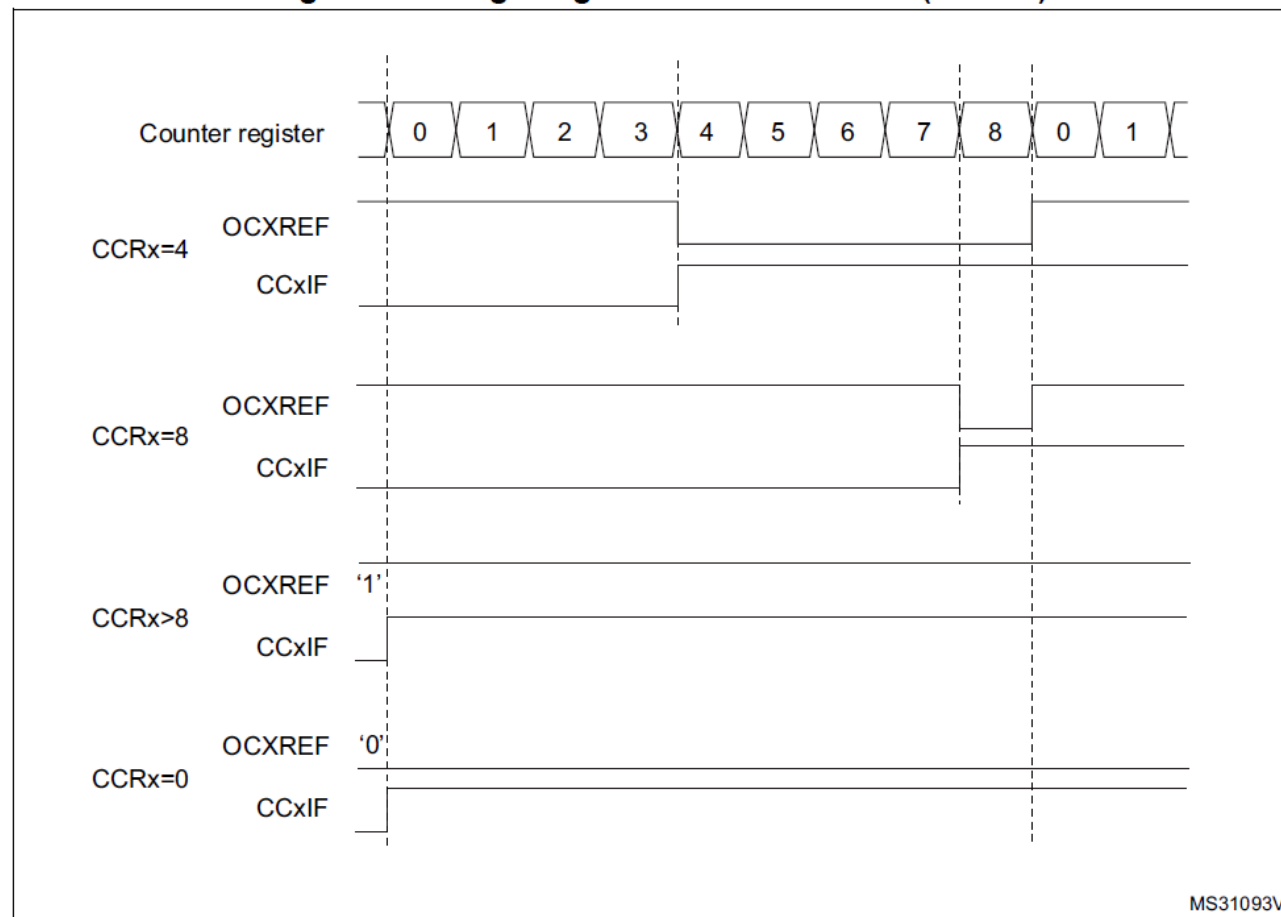 Counter register 0 1 2 3 4 5 6 7 8 0 1
OCXREF
CCRx=4
CCxIF
OCXREF
CCRx=8
CCxIF
OCXREF ‘1’
CCRx>8
CCxIF
OCXREF ‘0’
CCRx=0
CCxIF
MS31093V